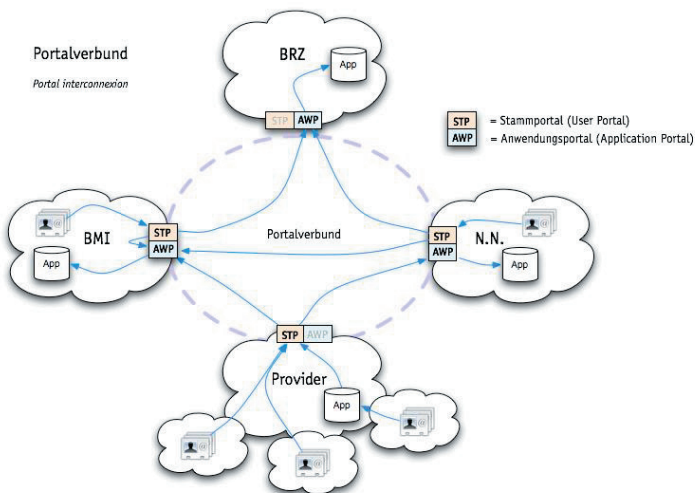 Portalverbund
Portal interconnexion
BRZ
App
STP AWP
STP = Stammportal (User Portal)
AWP = Anwendungsportal (Application Portal)
BMI
App
STP
AWP
Portalverbund
STP
AWP
N.N.
App
STP AWP
Provider
App